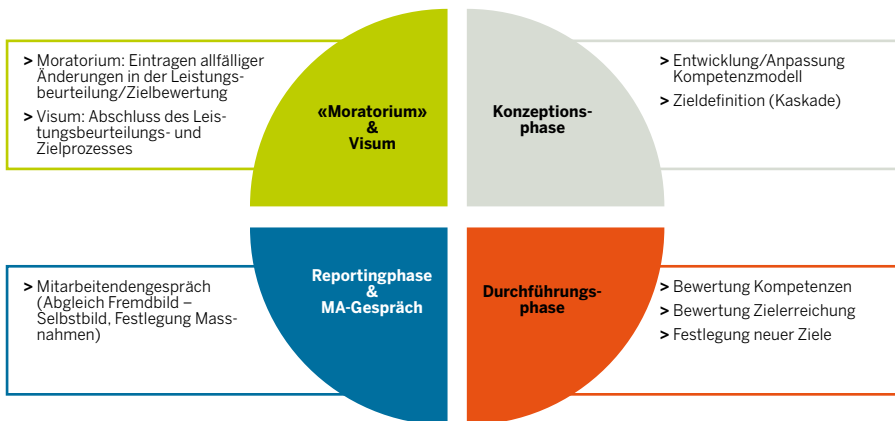 > Moratorium: Eintragen allfälliger
Änderungen in der Leistungs-
beurteilung/Zielbewertung
> Visum: Abschluss des Leis-
tungsbeurteilungs- und
Zielprozesses
«Moratorium»
&
Visum
Konzeptions-
phase
> Entwicklung/Anpassung
Kompetenzmodell
> Zieldefinition (Kaskade)
> Mitarbeitendengespräch
(Abgleich Fremdbild –
Selbstbild, Festlegung Mass-
nahmen)
Reportingphase
&
MA-Gespräch
Durchführungs-
phase
> Bewertung Kompetenzen
> Bewertung Zielerreichung
> Festlegung neuer Ziele